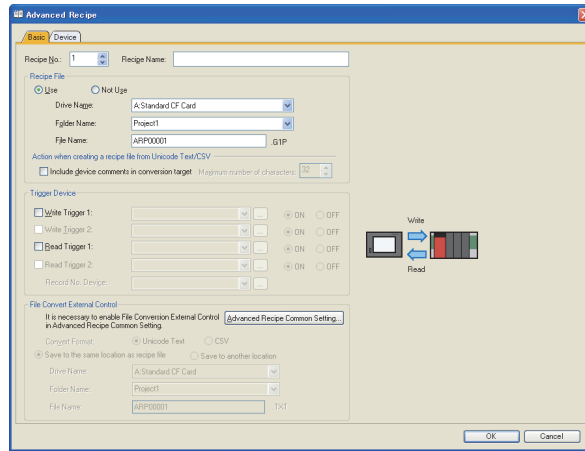 Advanced Recipe
Basic Device
Recipe No.: 1 Recipe Name:
Recipe File
Use Not Use
Drive Name: A:Standard CF Card
Folder Name: Project1
File Name: ARP00001 .G1P
Action when creating a recipe file from Unicode Text/CSV
Include device comments in conversion target Maximum number of characters: 32
Trigger Device
Write Trigger 1: ... ON OFF
Write Trigger 2: ... ON OFF
Read Trigger 1: ... ON OFF
Read Trigger 2: ... ON OFF
Record No. Device: ...
Write
Read
File Convert External Control
It is necessary to enable File Conversion External Control
in Advanced Recipe Common Setting.
Advanced Recipe Common Setting...
Convert Format: Unicode Text CSV
Save to the same location as recipe file Save to another location
Drive Name: A:Standard CF Card
Folder Name: Project1
File Name: ARP00001 .TXT
OK Cancel